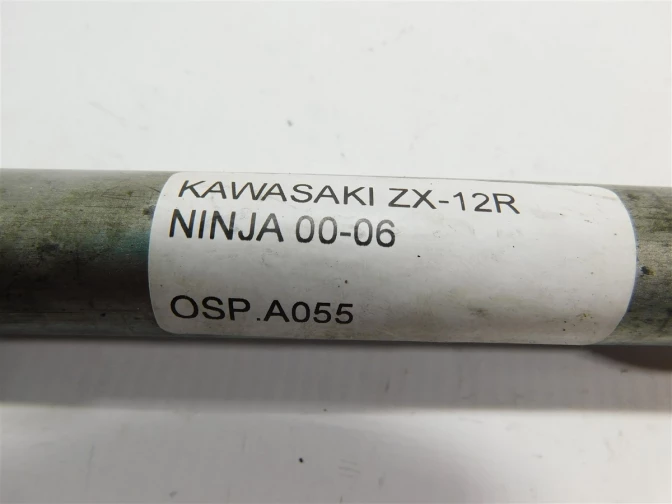 KAWASAKI ZX-12R
NINJA 00-06
OSP.A055